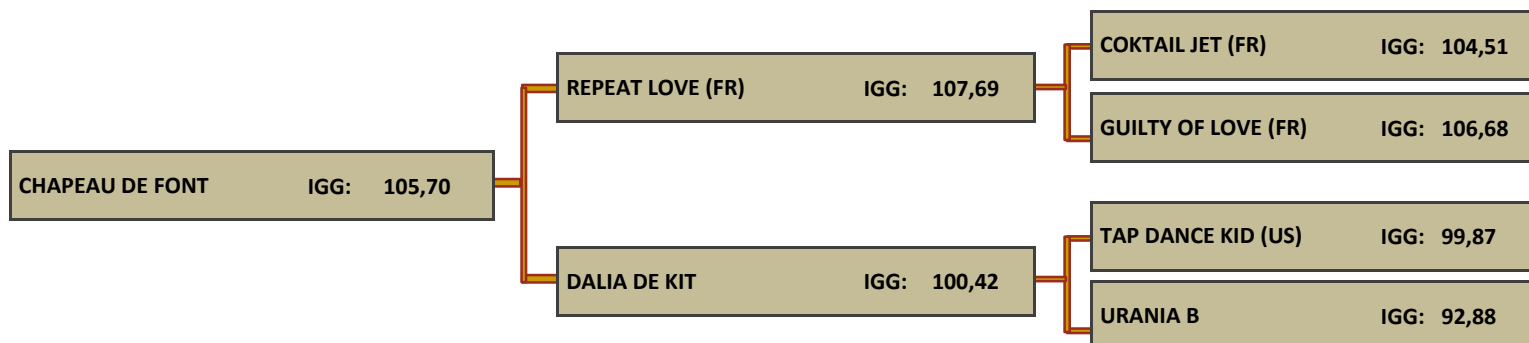 COKTAIL JET (FR) IGG: 104,51
REPEAT LOVE (FR) IGG: 107,69
GUILTY OF LOVE (FR) IGG: 106,68
CHAPEAU DE FONT IGG: 105,70
TAP DANCE KID (US) IGG: 99,87
DALIA DE KIT IGG: 100,42
URANIA B IGG: 92,88